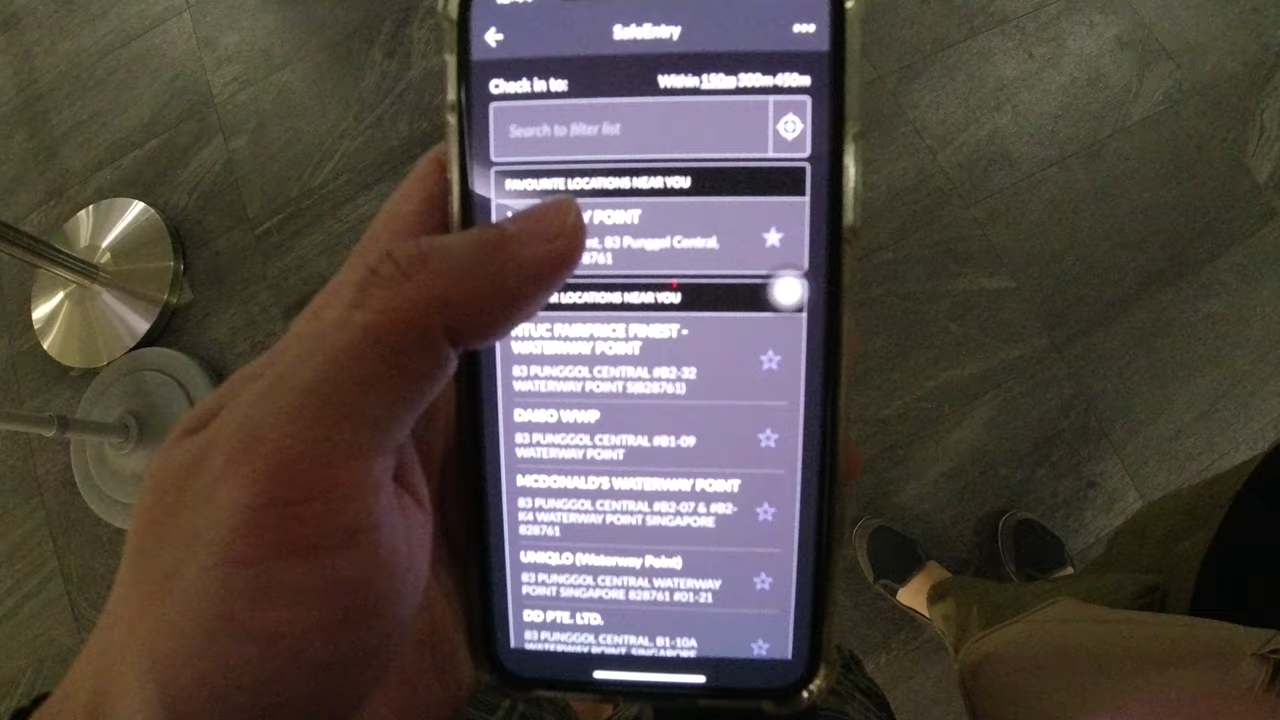 SafeEntry
Check in to:
Within 150m 300m 450m
Search to filter list
FAVOURITE LOCATIONS NEAR YOU
POINT
83 Punggol Central,
8761
LOCATIONS NEAR YOU
NTUC FAIRPRICE FINEST -
WATERWAY POINT
83 PUNGGOL CENTRAL #B2-32
WATERWAY POINT S(828761)
DAISO WWP
83 PUNGGOL CENTRAL #B1-09
WATERWAY POINT
MCDONALD'S WATERWAY POINT
83 PUNGGOL CENTRAL #B2-07 & #B2-
K4 WATERWAY POINT SINGAPORE
828761
UNIQLO (Waterway Point)
83 PUNGGOL CENTRAL WATERWAY
POINT SINGAPORE 828761 #01-21
DD PTE. LTD.
83 PUNGGOL CENTRAL, B1-10A
WATERWAY POINT, SINGAPORE